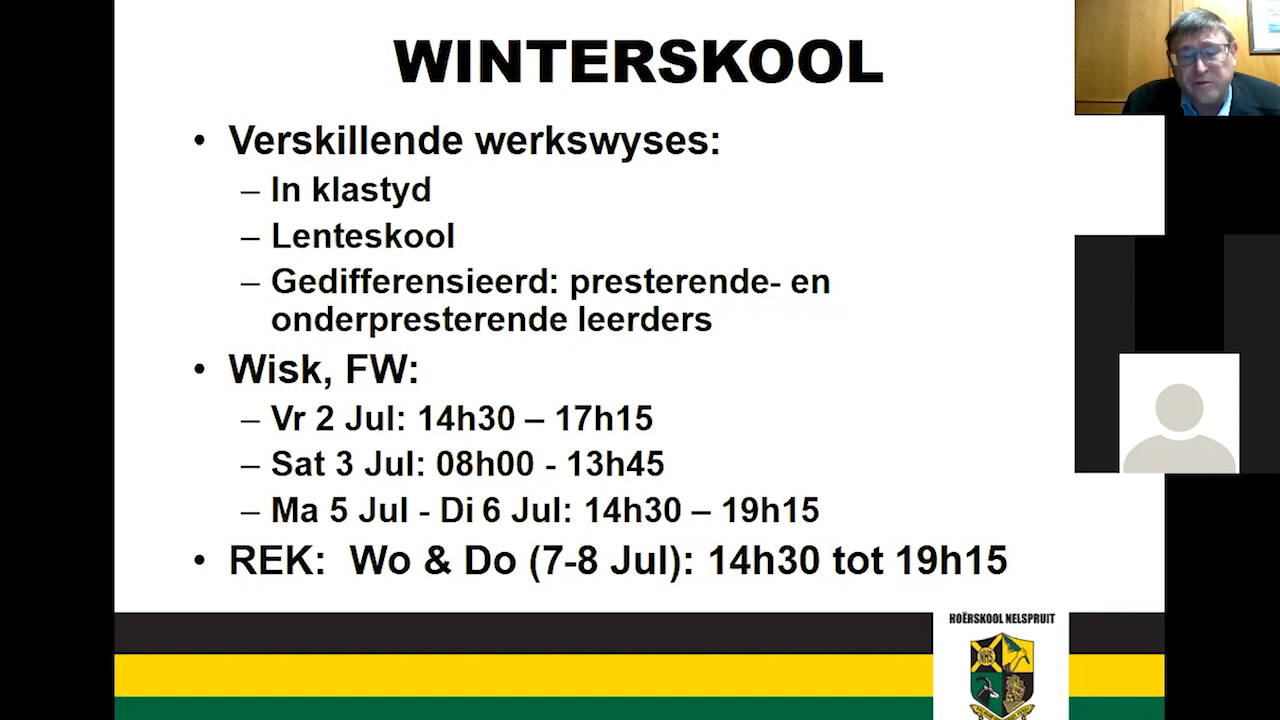 WINTERSKOOL
• Verskillende werkswyses:
– In klastyd
– Lenteskool
– Gedifferensieerd: presterende- en
onderpresterende leerders
• Wisk, FW:
– Vr 2 Jul: 14h30 – 17h15
– Sat 3 Jul: 08h00 - 13h45
– Ma 5 Jul - Di 6 Jul: 14h30 – 19h15
• REK: Wo & Do (7-8 Jul): 14h30 tot 19h15
HOËRSKOOL NELSPRUIT
NHS